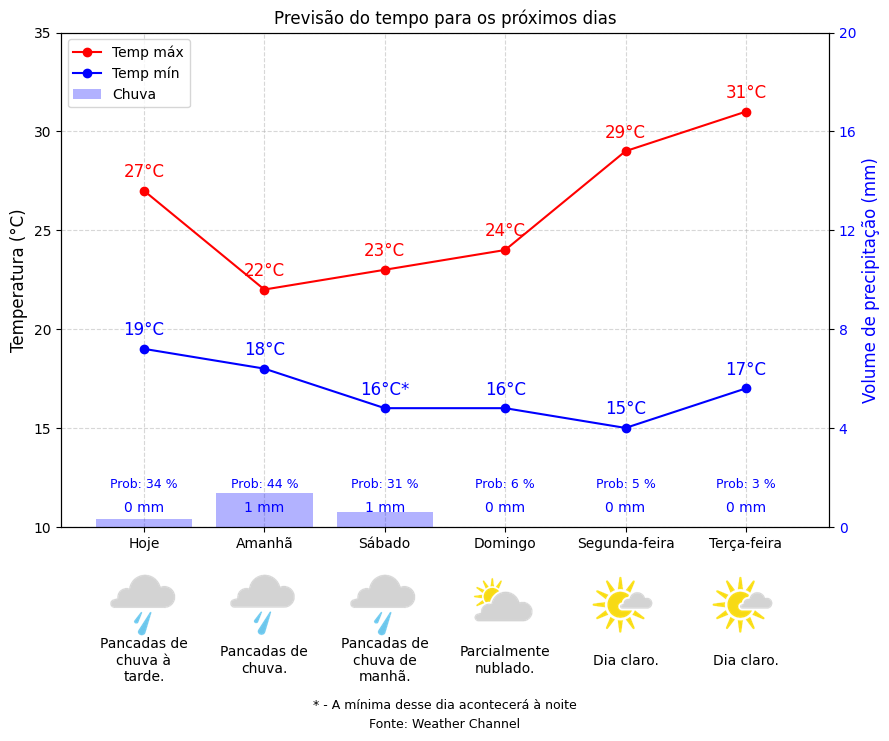 Previsão do tempo para os próximos dias
35
30
25
20
15
10
Temperatura (°C)
20
16
12
8
4
0
Volume de precipitação (mm)
Temp máx
Temp mín
Chuva
27°C
22°C
23°C
24°C
29°C
31°C
19°C
18°C
16°C*
16°C
15°C
17°C
Prob: 34 %
Prob: 44 %
Prob: 31 %
Prob: 6 %
Prob: 5 %
Prob: 3 %
0 mm
1 mm
1 mm
0 mm
0 mm
0 mm
Hoje
Amanhã
Sábado
Domingo
Segunda-feira
Terça-feira
Pancadas de
chuva à
tarde.
Pancadas de
chuva.
Pancadas de
chuva de
manhã.
Parcialmente
nublado.
Dia claro.
Dia claro.
* - A mínima desse dia acontecerá à noite
Fonte: Weather Channel